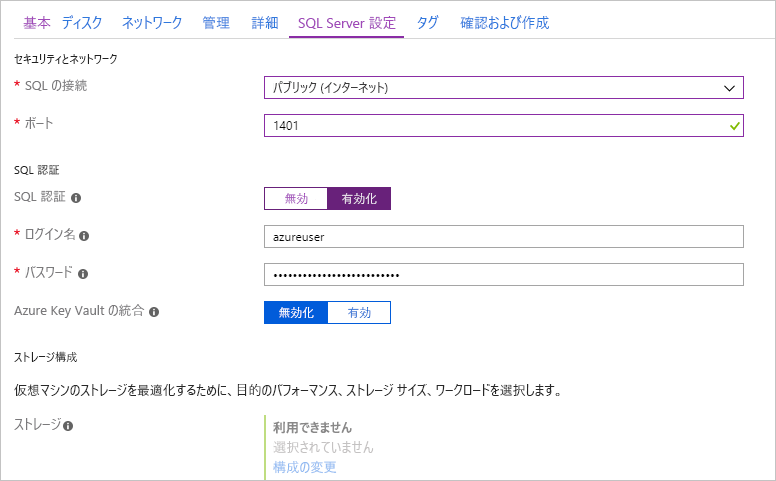 基本 ディスク ネットワーク 管理 詳細 SQL Server 設定 タグ 確認および作成
セキュリティとネットワーク
* SQL の接続 パブリック (インターネット)
* ポート 1401
SQL 認証
SQL 認証 無効 有効化
* ログイン名 azureuser
* パスワード ••••••••••••••••••••••••••
Azure Key Vault の統合 無効化 有効
ストレージ構成
仮想マシンのストレージを最適化するために、目的のパフォーマンス、ストレージ サイズ、ワークロードを選択します。
ストレージ 利用できません
選択されていません
構成の変更